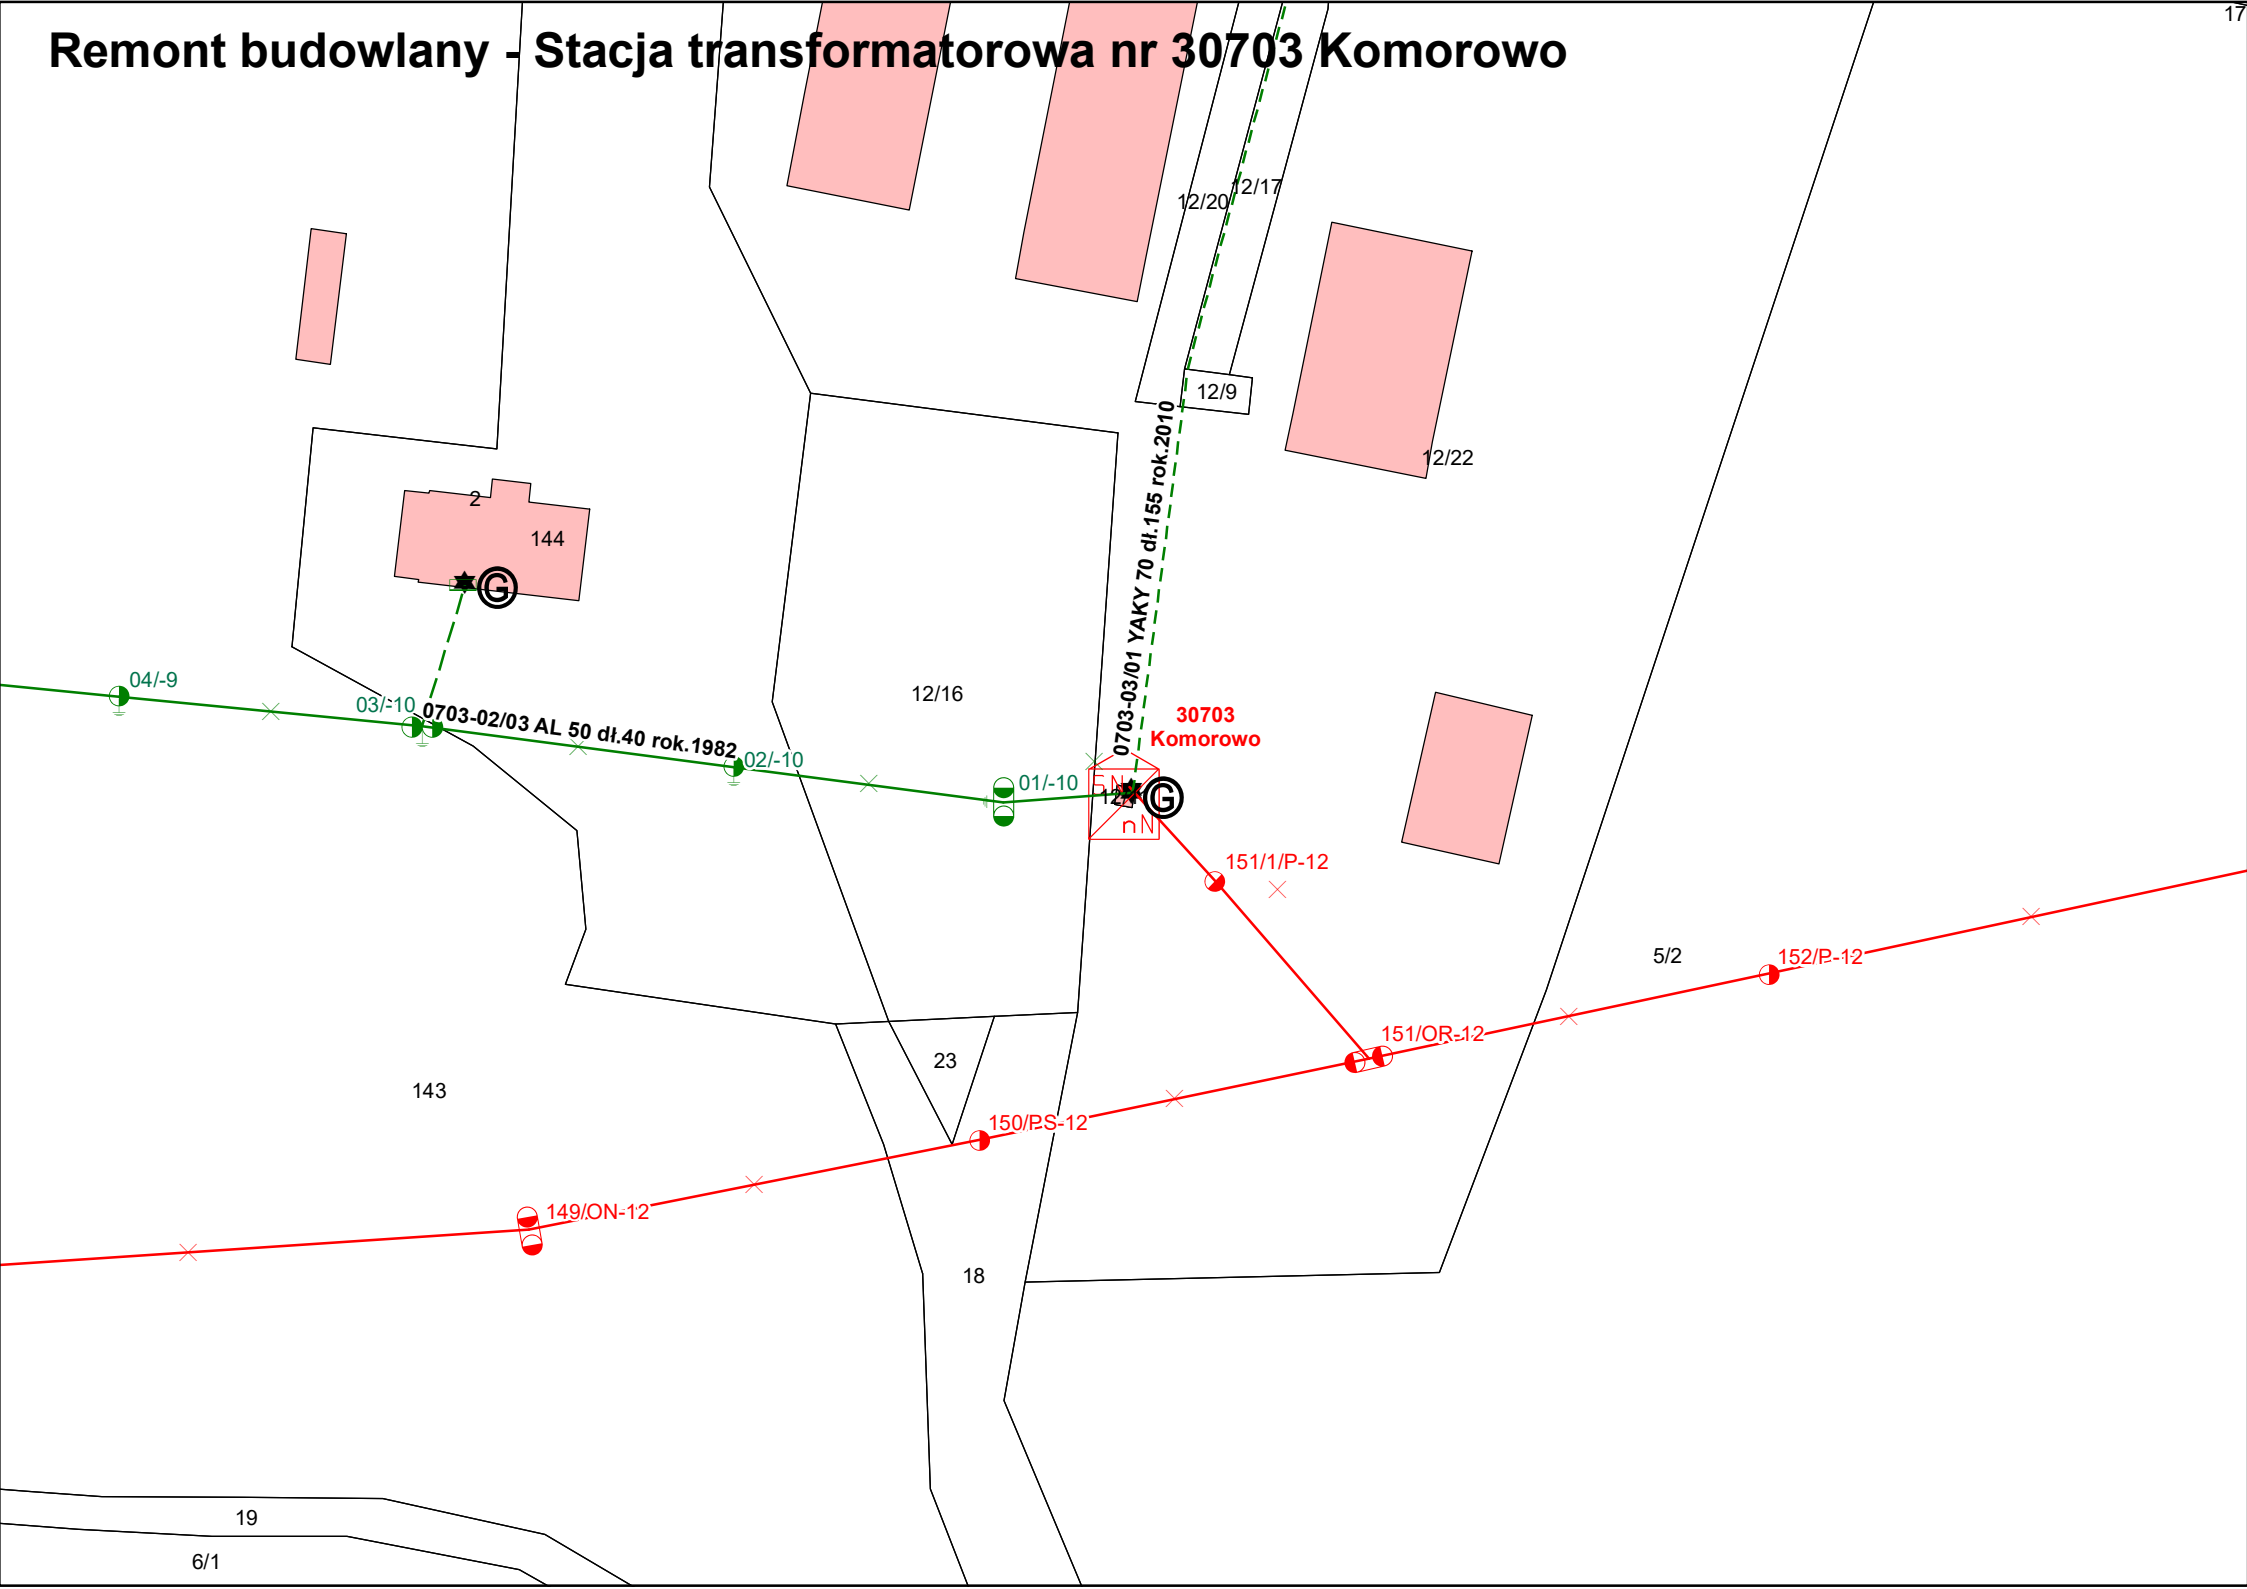 17
Remont budowlany - Stacja transformatorowa nr 30703 Komorowo
12/17
12/20
12/9
12/22
2
144
0703-03/01 YAKY 70 dł.155 rok.2010
04/-9
03/-10
0703-02/03 AL 50 dł.40 rok.1982
12/16
30703
Komorowo
02/-10
01/-10
SN
nN
G
G
151/1/P-12
5/2
152/P-12
151/OR-12
23
143
150/PS-12
149/ON-12
18
19
6/1